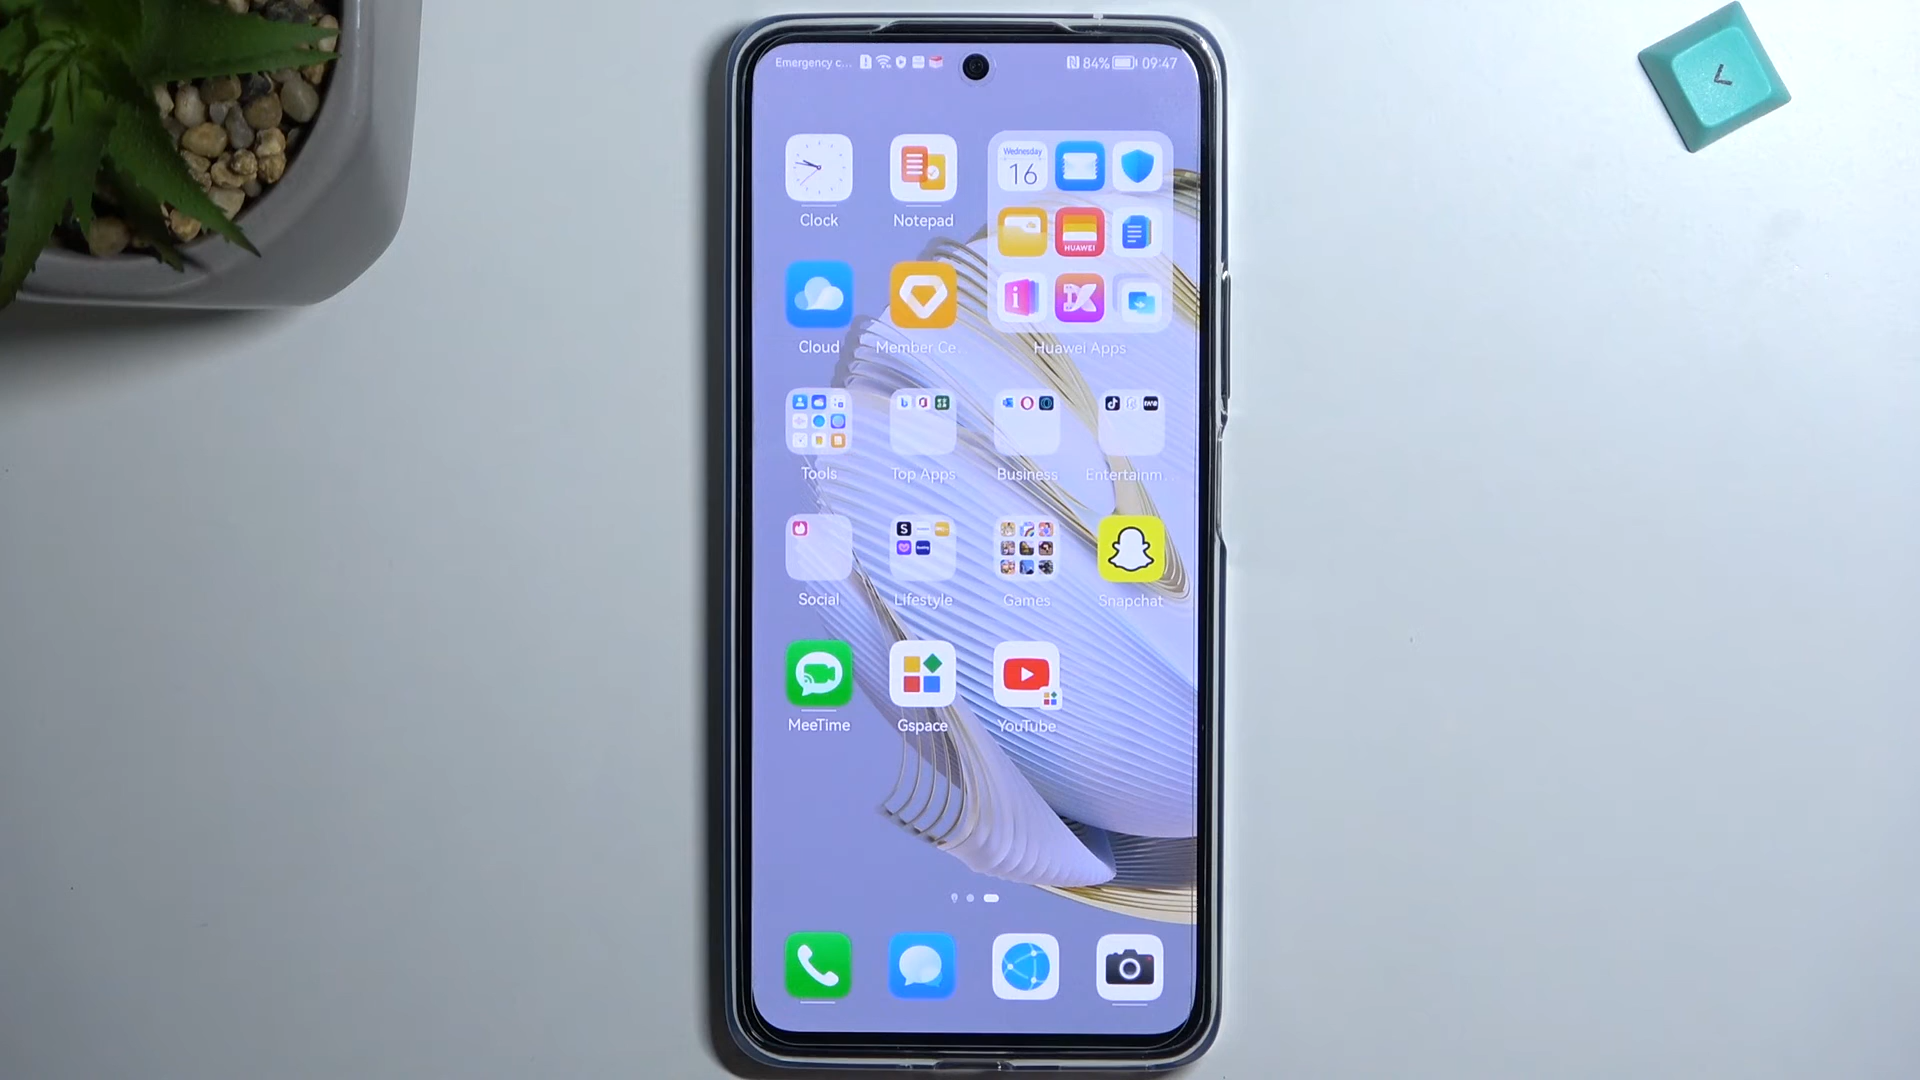 Emergency c... 84% 09:47
Wednesday
16
HUAWEI
Clock Notepad
Cloud Member Ce... Huawei Apps
Tools Top Apps Business Entertainm...
S
Social Lifestyle Games Snapchat
MeeTime Gspace YouTube
<